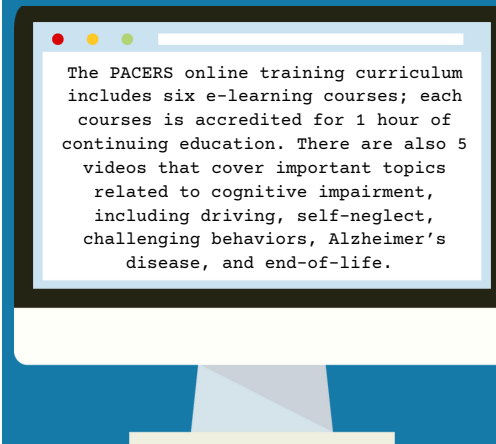 The PACERS online training curriculum
includes six e-learning courses; each
courses is accredited for 1 hour of
continuing education. There are also 5
videos that cover important topics
related to cognitive impairment,
including driving, self-neglect,
challenging behaviors, Alzheimer’s
disease, and end-of-life.